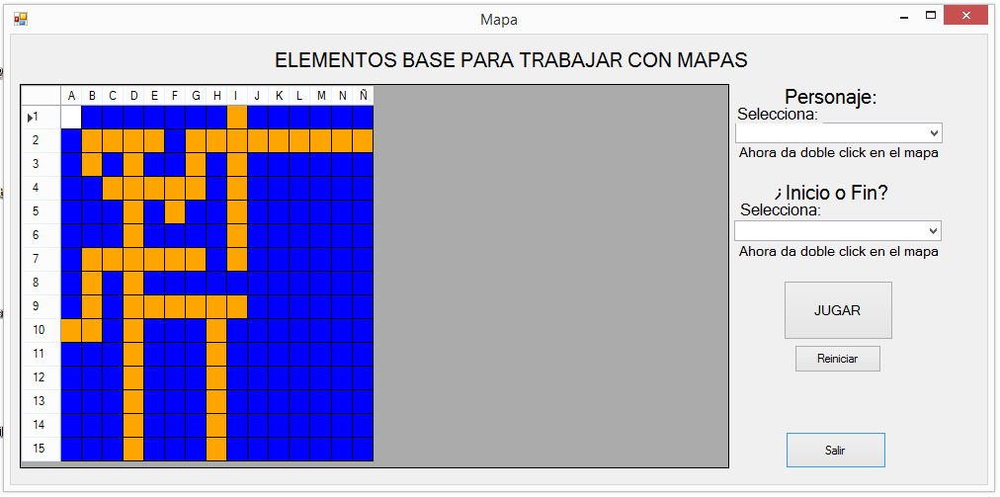 Mapa
ELEMENTOS BASE PARA TRABAJAR CON MAPAS
A B C D E F G H I J K L M N Ñ
1
2
3
4
5
6
7
8
9
10
11
12
13
14
15
Personaje:
Selecciona:
Ahora da doble click en el mapa
¿Inicio o Fin?
Selecciona:
Ahora da doble click en el mapa
JUGAR
Reiniciar
Salir